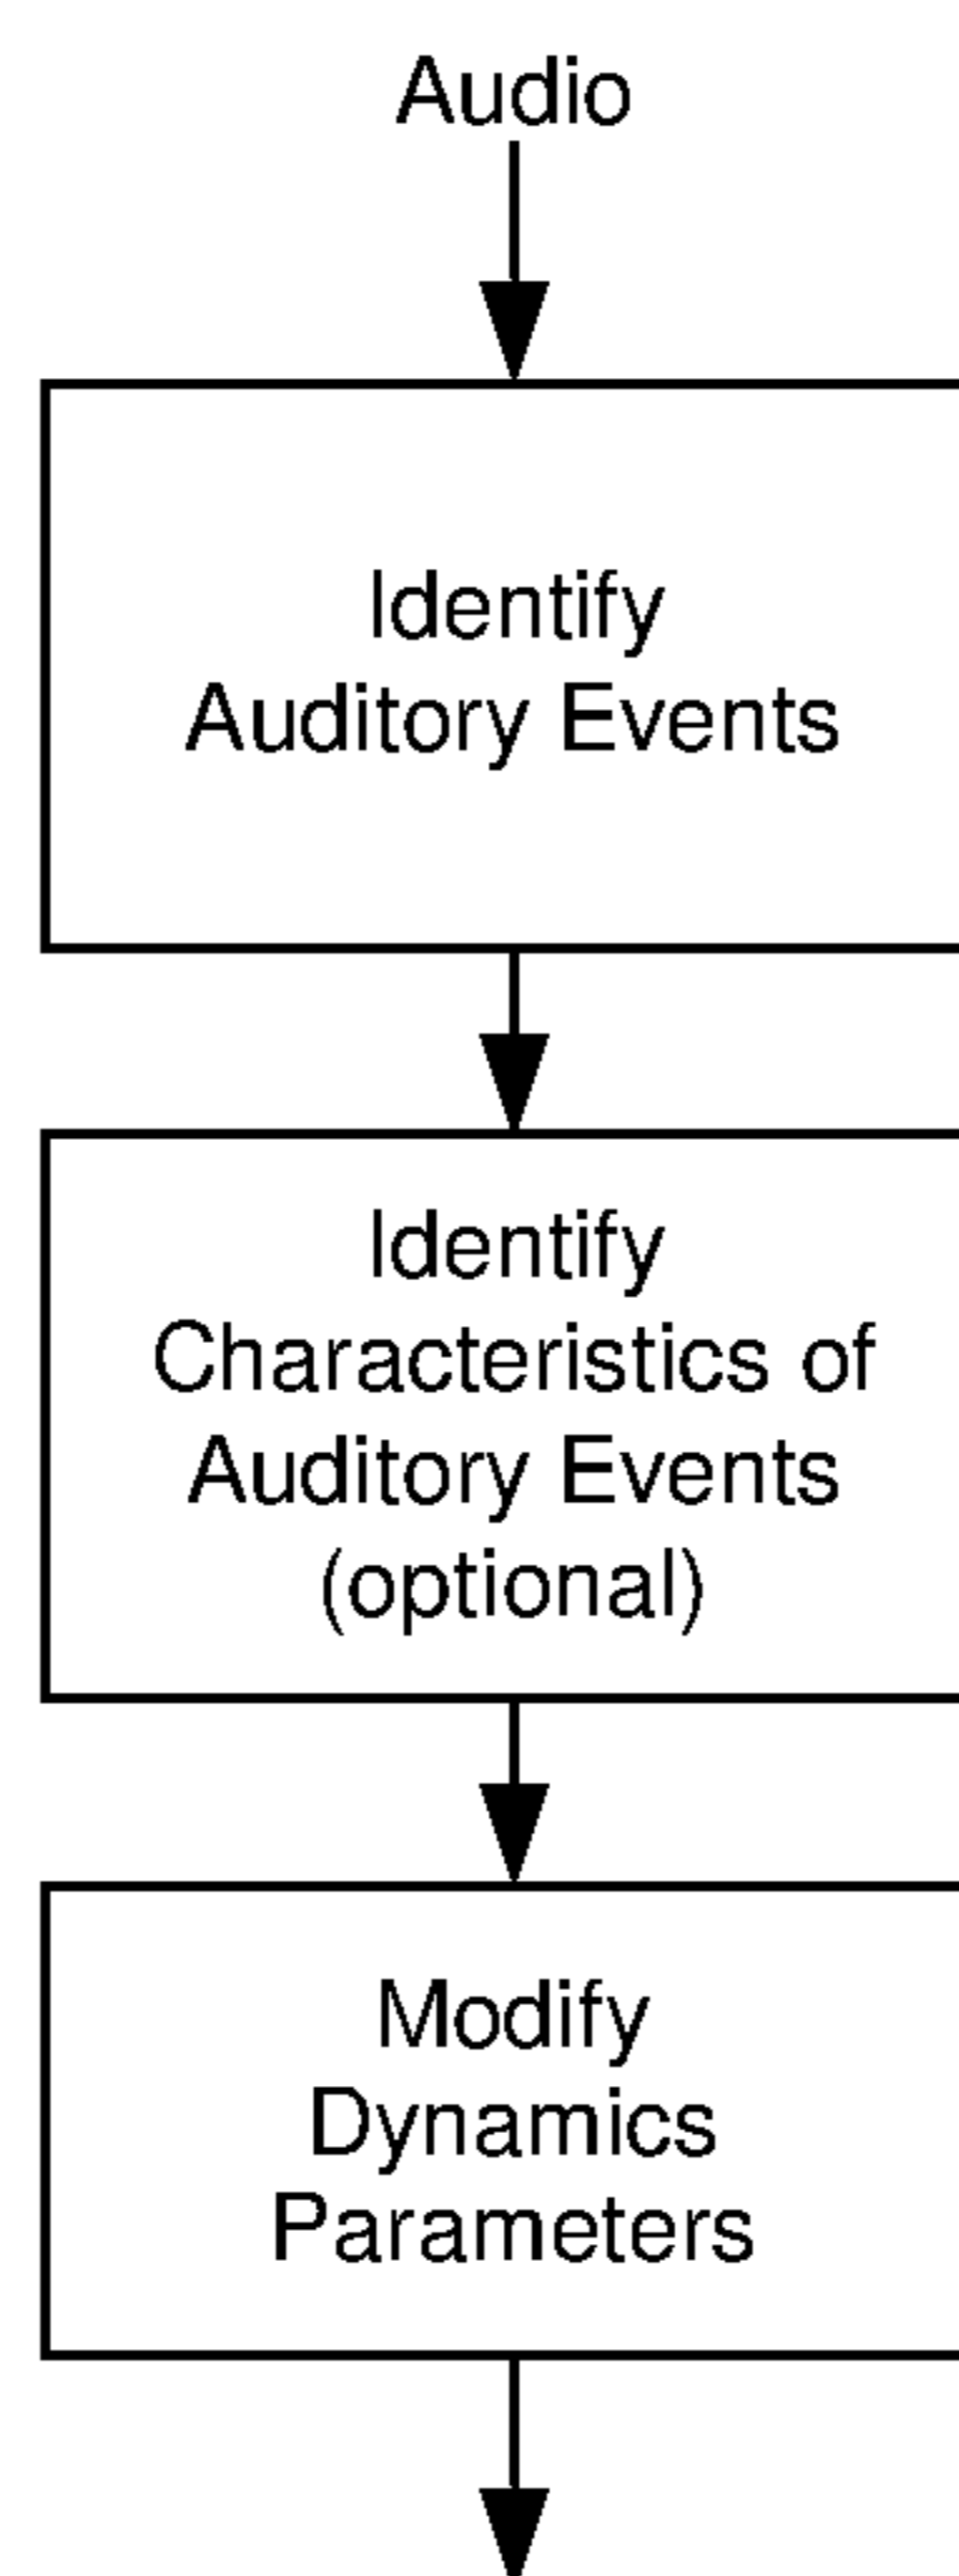 Audio
Identify
Auditory Events
Identify
Characteristics of
Auditory Events
(optional)
Modify
Dynamics
Parameters